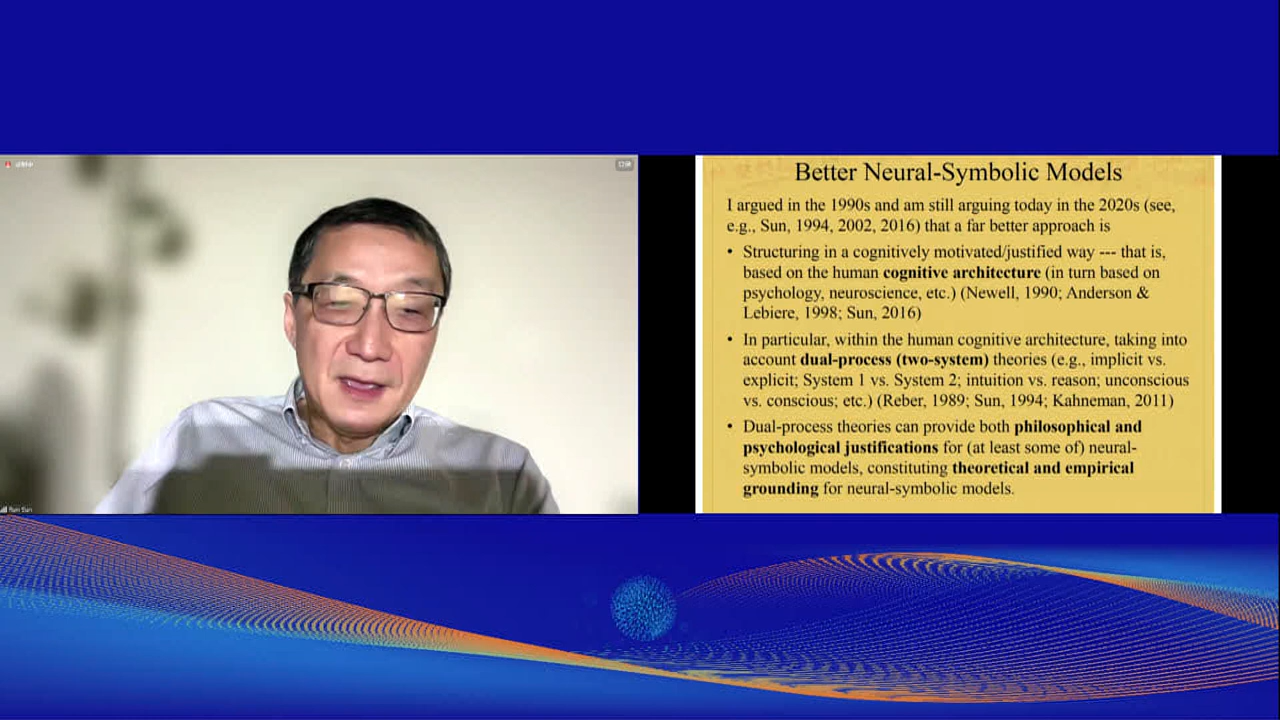 Better Neural-Symbolic Models
I argued in the 1990s and am still arguing today in the 2020s (see,
e.g., Sun, 1994, 2002, 2016) that a far better approach is
• Structuring in a cognitively motivated/justified way --- that is,
based on the human cognitive architecture (in turn based on
psychology, neuroscience, etc.) (Newell, 1990; Anderson &
Lebiere, 1998; Sun, 2016)
• In particular, within the human cognitive architecture, taking into
account dual-process (two-system) theories (e.g., implicit vs.
explicit; System 1 vs. System 2; intuition vs. reason; unconscious
vs. conscious; etc.) (Reber, 1989; Sun, 1994; Kahneman, 2011)
• Dual-process theories can provide both philosophical and
psychological justifications for (at least some of) neural-
symbolic models, constituting theoretical and empirical
grounding for neural-symbolic models.
Ron Sun